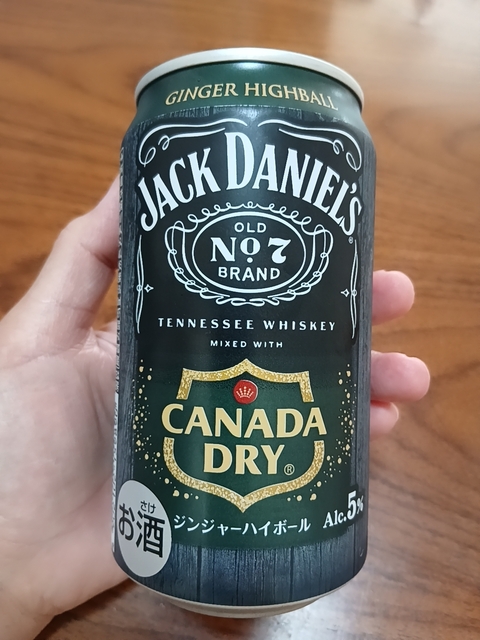 GINGER HIGHBALL
JACK DANIEL'S®
OLD
No. 7
BRAND
TENNESSEE WHISKEY
MIXED WITH
CANADA
DRY®
さけ
お酒
ジンジャーハイボール Alc.5%